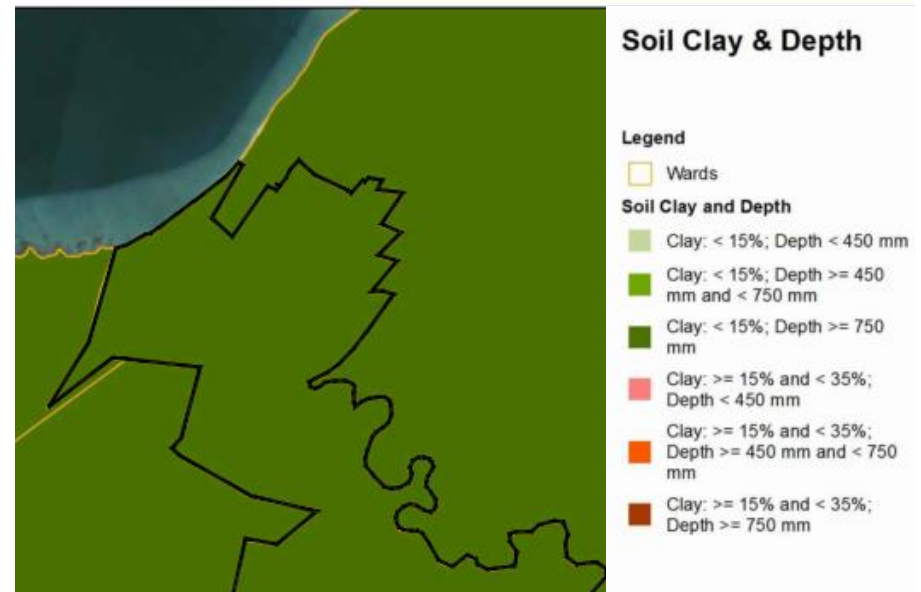 Soil Clay & Depth
Legend
Wards
Soil Clay and Depth
Clay: < 15%; Depth < 450 mm
Clay: < 15%; Depth >= 450
mm and < 750 mm
Clay: < 15%; Depth >= 750
mm
Clay: >= 15% and < 35%;
Depth < 450 mm
Clay: >= 15% and < 35%;
Depth >= 450 mm and < 750
mm
Clay: >= 15% and < 35%;
Depth >= 750 mm